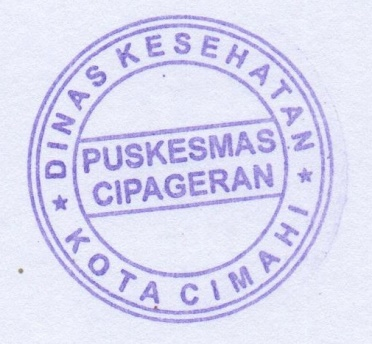 DINAS KESEHATAN
PUSKESMAS
CIPAGERAN
KOTA CIMAHI